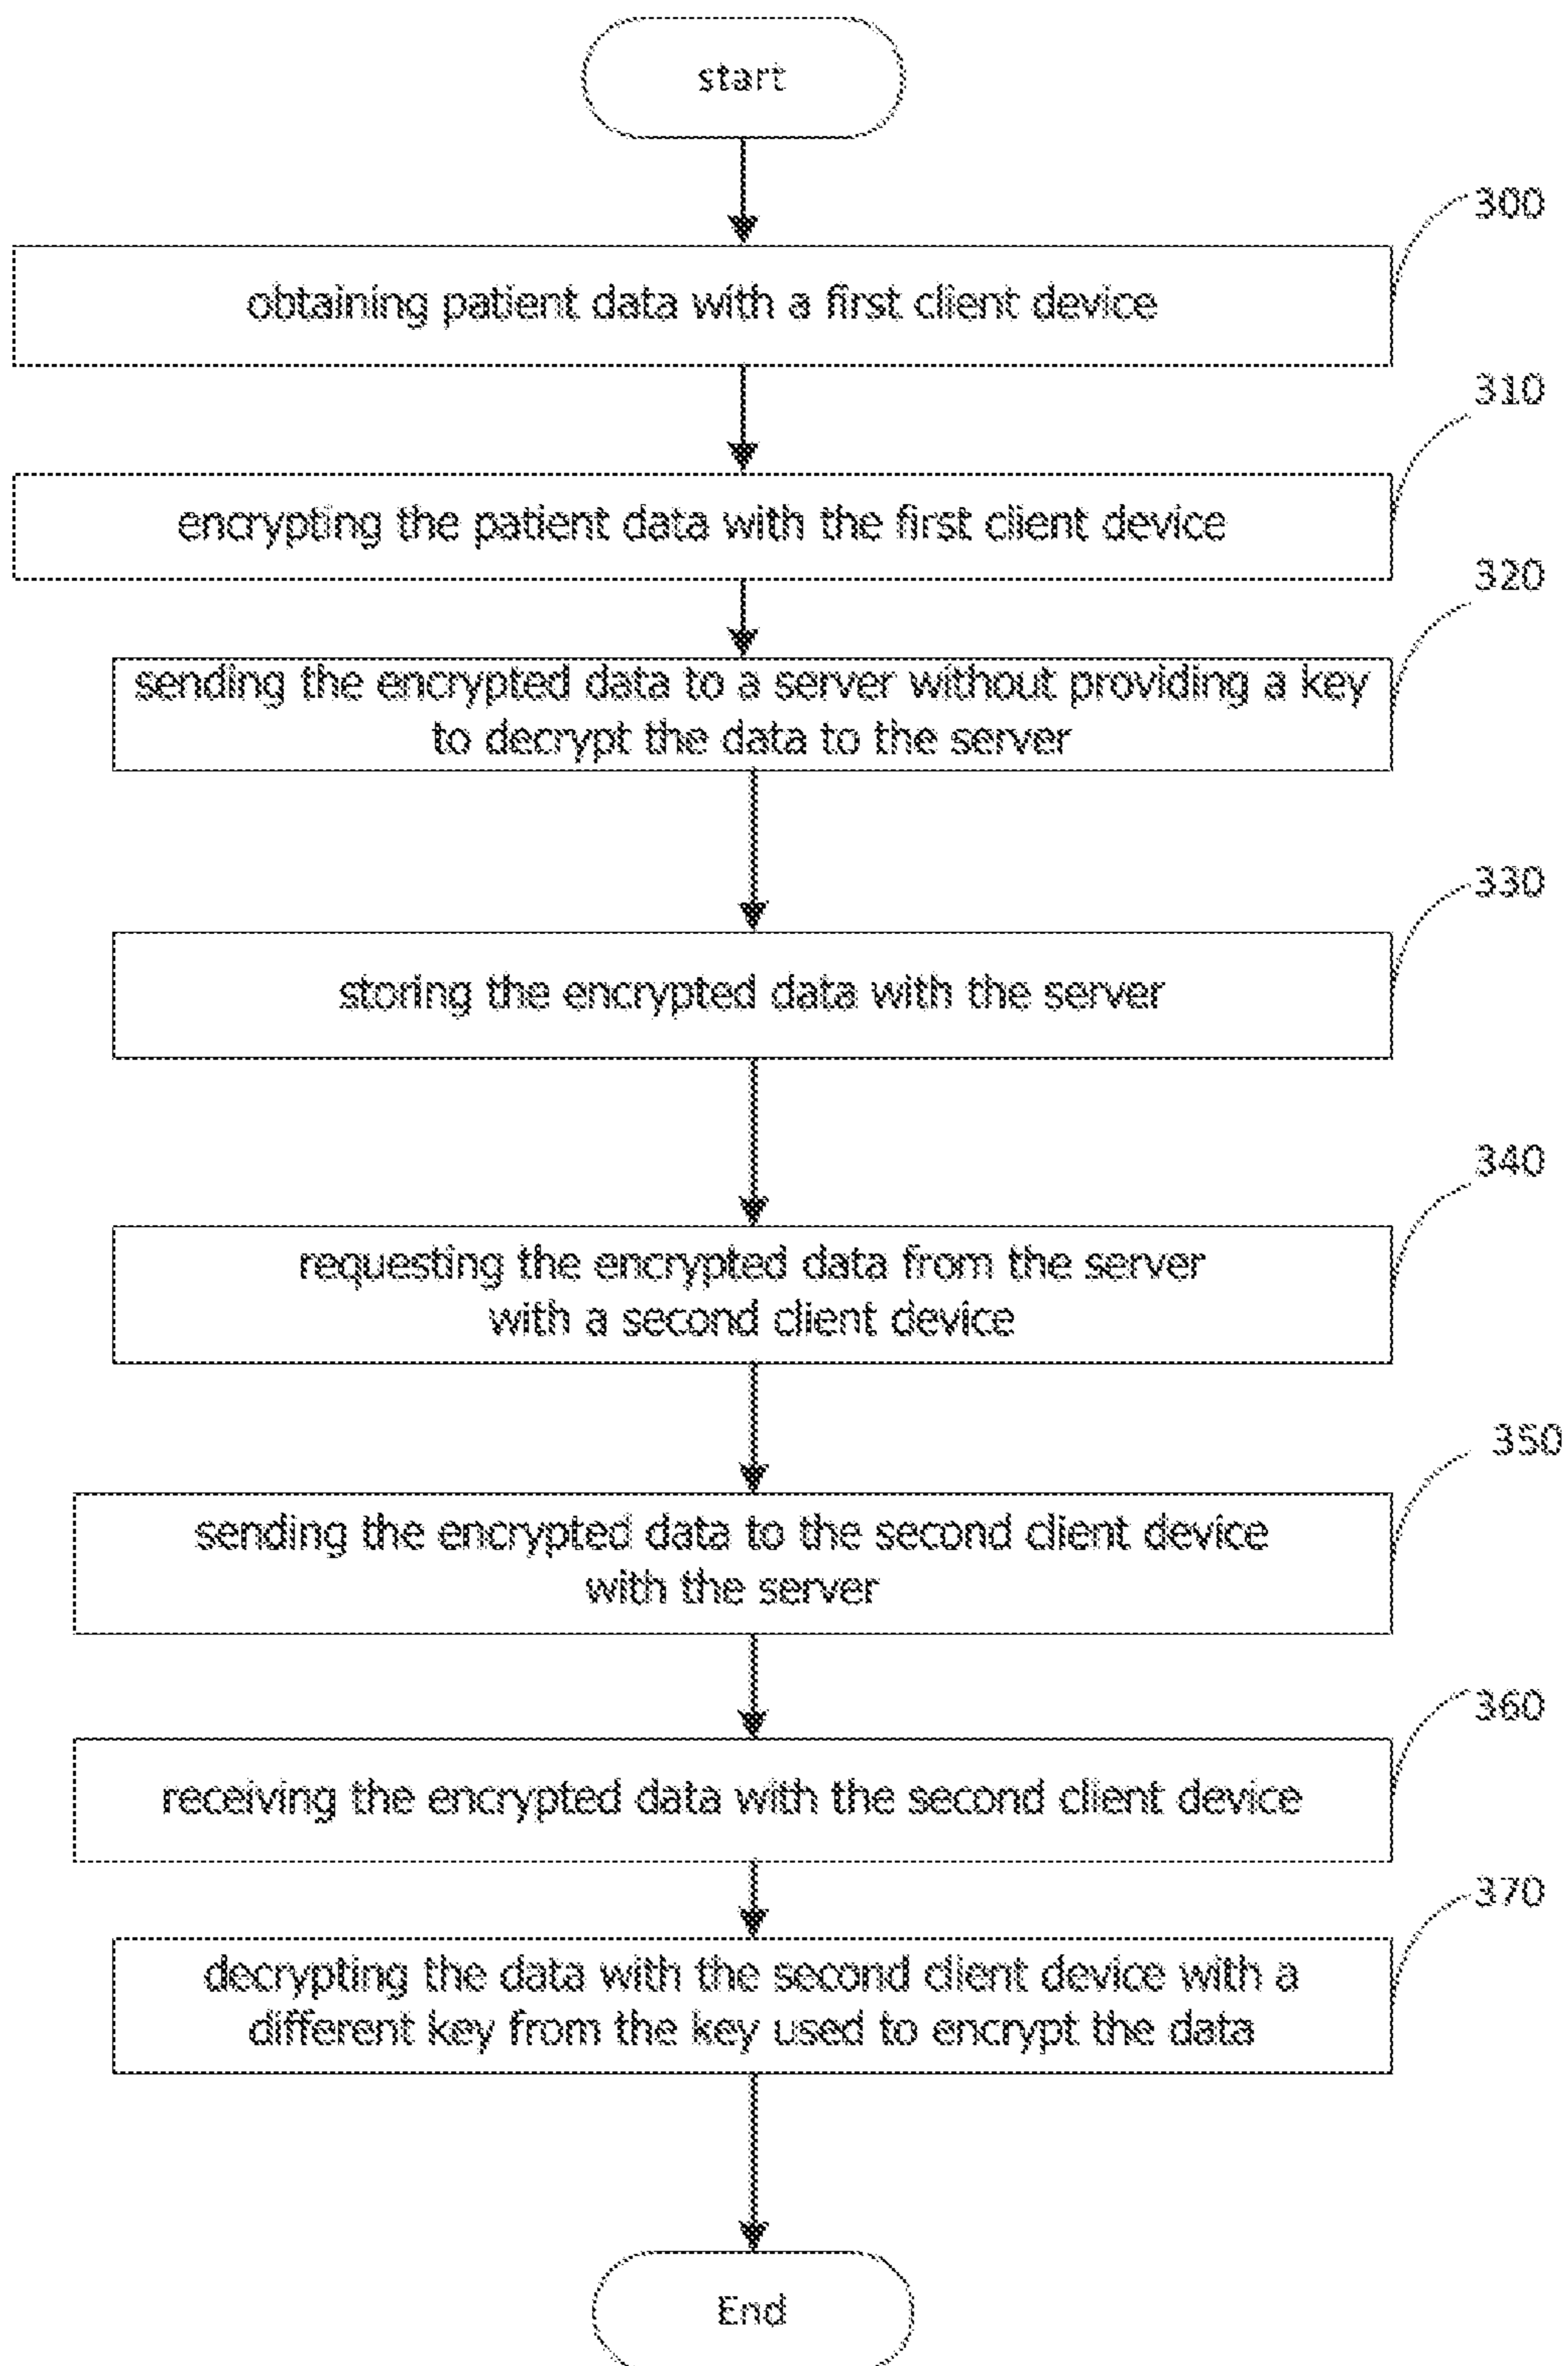 start
300
obtaining patient data with a first client device
310
encrypting the patient data with the first client device
320
sending the encrypted data to a server without providing a key
to decrypt the data to the server
330
storing the encrypted data with the server
340
requesting the encrypted data from the server
with a second client device
350
sending the encrypted data to the second client device
with the server
360
receiving the encrypted data with the second client device
370
decrypting the data with the second client device with a
different key from the key used to encrypt the data
End